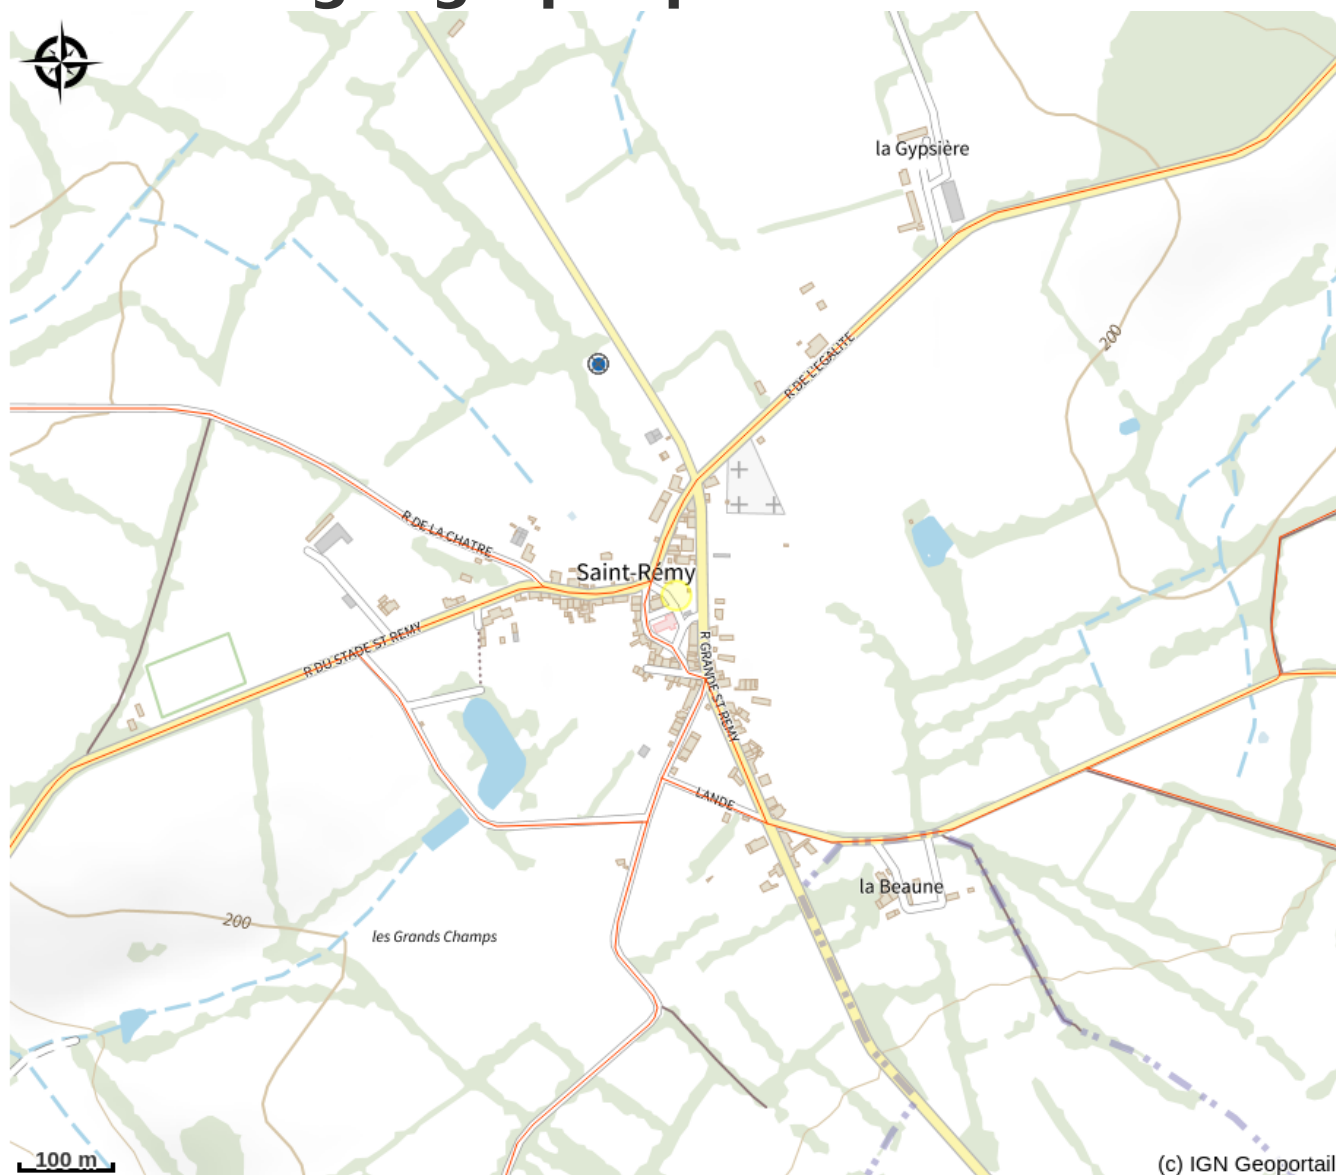 la Gypsière
200
R DE L'EGALITE
R DE LA CHATRE
Saint-Rémy
R DU STADE ST REMY
R GRANDE ST REMY
LANDE
la Beaune
200
les Grands Champs
100 m
(c) IGN Geoportail